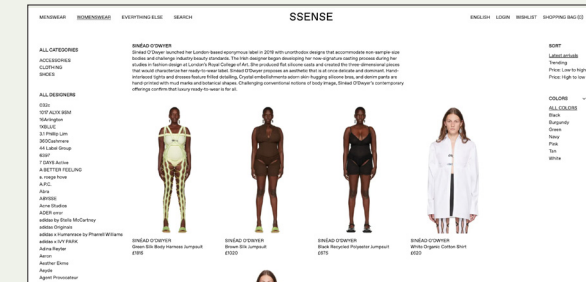 MENSWEAR WOMENSWEAR EVERYTHING ELSE SEARCH
SSENSE
ENGLISH LOGIN WISHLIST SHOPPING BAG
ALL CATEGORIES
ACCESSORIES
CLOTHING
SHOES
ALL DESIGNERS
032c
1017 ALYX 9SM
16Arlington
1XBLUE
3.1 Phillip Lim
360Cashmere
44 Label Group
6397
7 DAYS Active
A BETTER FEELING
a. roege hove
A.P.C.
Abra
ABYSSE
Acne Studios
ADER error
adidas by Stella McCartney
adidas Originals
adidas x Humanrace by Pharrell Williams
adidas x IVY PARK
Adina Reyter
Aeron
Aesther Ekme
Aeyde
Agent Provocateur
SINÉAD O'DWYER
Sinéad O'Dwyer launched her London-based eponymous label in 2018 with unorthodox designs that accommodate non-sample-size
bodies and challenge industry beauty standards. The Irish designer began developing her non-signature casting process during her
studies in fashion design at London's Royal College of Art. She produced flat silicone casts and created the three-dimensional pieces
that would characterize her ready-to-wear label. Sinéad O'Dwyer proposes an aesthetic that is at once delicate and dominant. Hand-
interlaced tights and dresses feature frilled detailing, Crystal embellishments adorn skin-hugging silicone bras, and denim pants are
hand-printed with mud marks and birthmarks and shadings. Challenging conventional notions of body image, Sinéad O'Dwyer's contemporary
offerings confirm that luxury ready-to-wear is for all.
SINÉAD O'DWYER
Green Silk Body Harness Jumpsuit
£1815
SINÉAD O'DWYER
Brown Silk Jumpsuit
£1020
SINÉAD O'DWYER
Black Recycled Polyester Jumpsuit
£675
SINÉAD O'DWYER
White Organic Cotton Shirt
£620
SORT
Latest arrivals
Trending
Price: Low to high
Price: High to low
COLORS
ALL COLORS
Black
Burgundy
Green
Navy
Pink
Tan
White